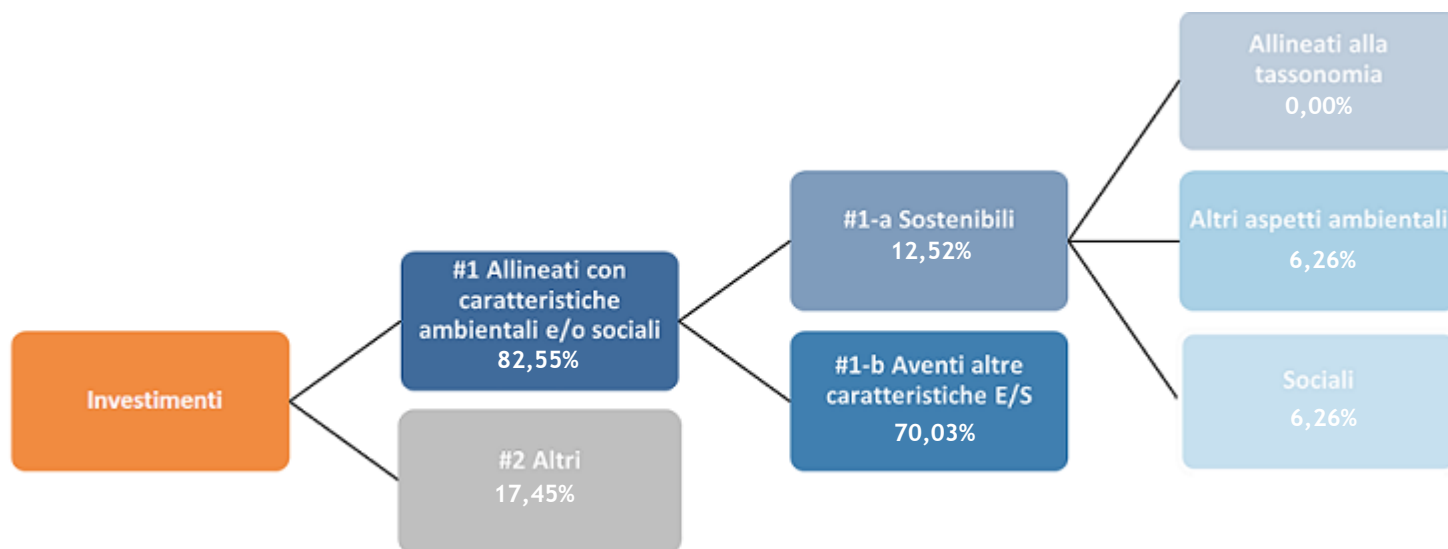 Investimenti
#1 Allineati con
caratteristiche
ambientali e/o sociali
82,55%
#2 Altri
17,45%
#1-a Sostenibili
12,52%
#1-b Aventi altre
caratteristiche E/S
70,03%
Allineati alla
tassonomia
0,00%
Altri aspetti ambientali
6,26%
Sociali
6,26%